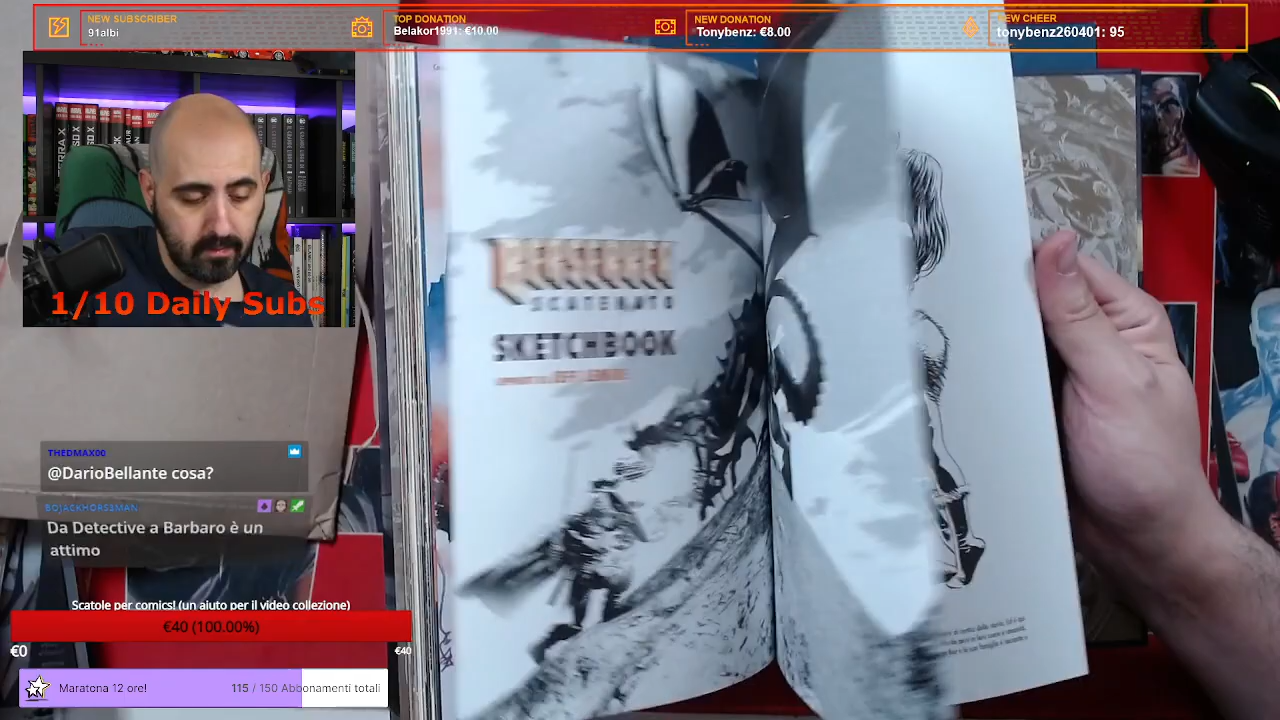 NEW SUBSCRIBER
91albi
TOP DONATION
Belakor1991: €10.00
NEW DONATION
Tonybenz: €8.00
NEW CHEER
tonybenz260401: 95
1/10 Daily Subs
BERSERKER
SCATENATO
SKETCHBOOK
THEDMAX00
@DarioBellante cosa?
BOJACKHORS3MAN
Da Detective a Barbaro è un
attimo
Scatole per comics! (un aiuto per il video collezione)
€40 (100.00%)
€0
€40
Maratona 12 ore!
115 / 150 Abbonamenti totali